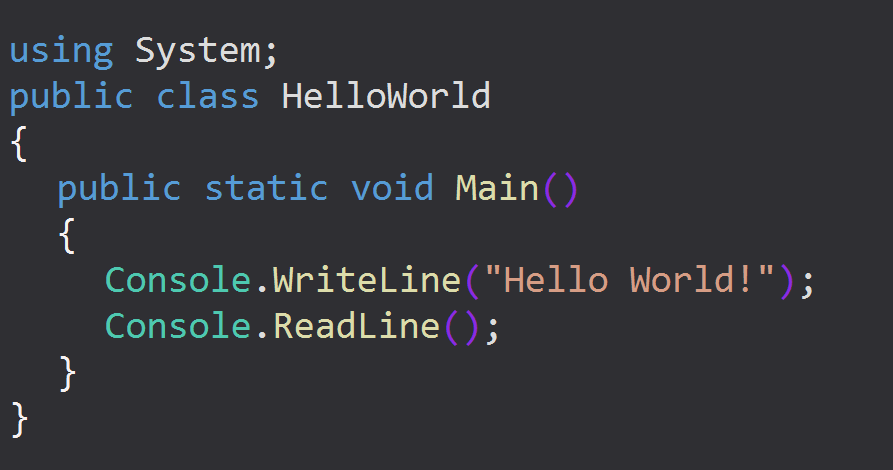 using System;
public class HelloWorld
{
public static void Main()
{
Console.WriteLine("Hello World!");
Console.ReadLine();
}
}